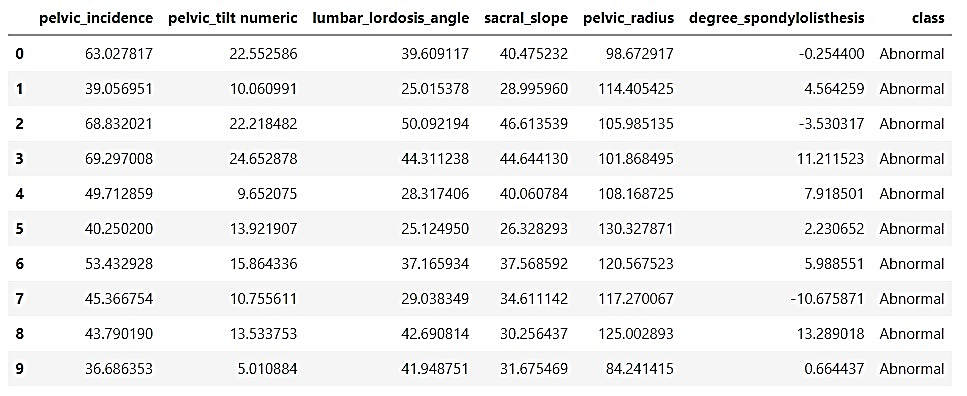 pelvic_incidence pelvic_tilt numeric lumbar_lordosis_angle sacral_slope pelvic_radius degree_spondylolisthesis class
0 63.027817 22.552586 39.609117 40.475232 98.672917 -0.254400 Abnormal
1 39.056951 10.060991 25.015378 28.995960 114.405425 4.564259 Abnormal
2 68.832021 22.218482 50.092194 46.613539 105.985135 -3.530317 Abnormal
3 69.297008 24.652878 44.311238 44.644130 101.868495 11.211523 Abnormal
4 49.712859 9.652075 28.317406 40.060784 108.168725 7.918501 Abnormal
5 40.250200 13.921907 25.124950 26.328293 130.327871 2.230652 Abnormal
6 53.432928 15.864336 37.165934 37.568592 120.567523 5.988551 Abnormal
7 45.366754 10.755611 29.038349 34.611142 117.270067 -10.675871 Abnormal
8 43.790190 13.533753 42.690814 30.256437 125.002893 13.289018 Abnormal
9 36.686353 5.010884 41.948751 31.675469 84.241415 0.664437 Abnormal